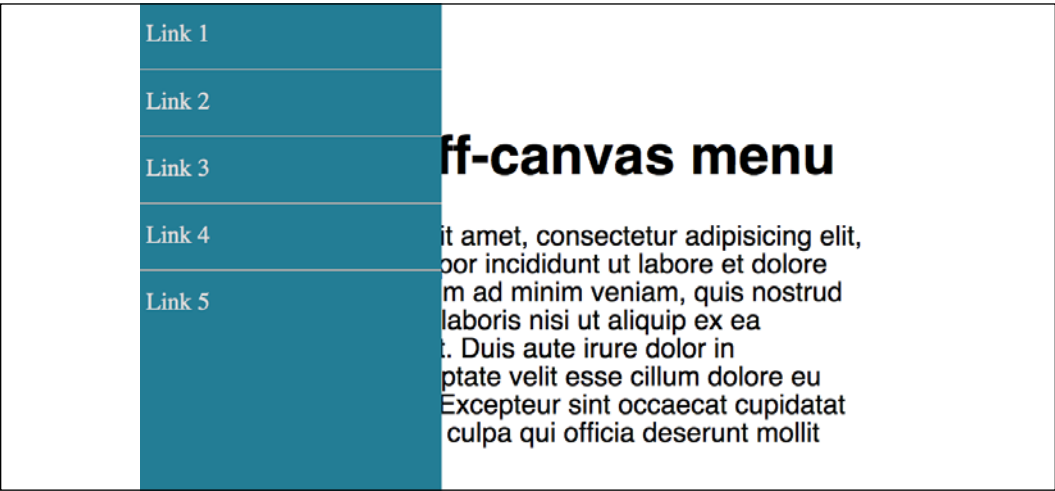 Link 1
Link 2
Link 3
Link 4
Link 5
ff-canvas menu
it amet, consectetur adipisicing elit,
por incididunt ut labore et dolore
m ad minim veniam, quis nostrud
laboris nisi ut aliquip ex ea
t. Duis aute irure dolor in
ptate velit esse cillum dolore eu
Excepteur sint occaecat cupidatat
culpa qui officia deserunt mollit